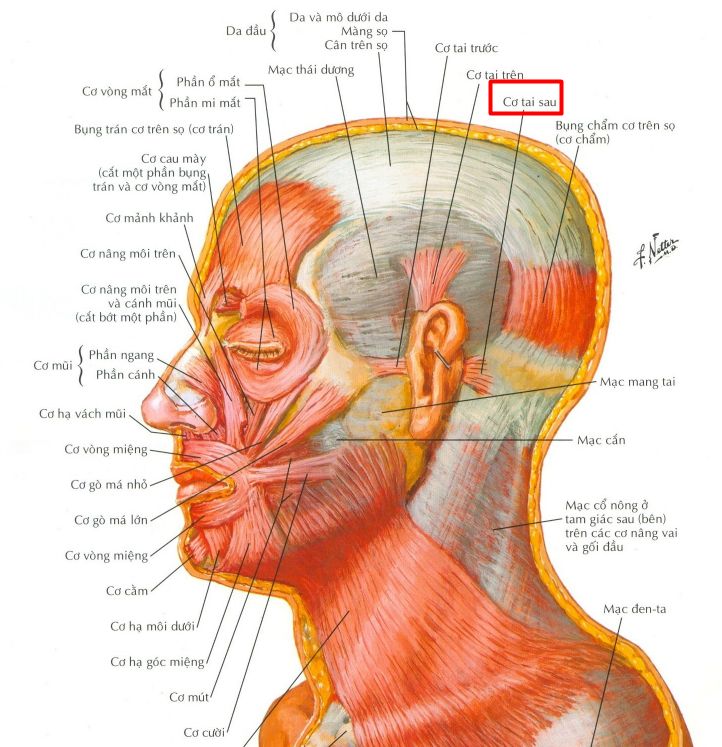 Da đầu
Da và mô dưới da
Màng sọ
Cân trên sọ
Cơ tai trước
Mạc thái dương
Cơ tai trên
Cơ vòng mắt
Phần ổ mắt
Phần mi mắt
Cơ tai sau
Bụng trán cơ trên sọ (cơ trán)
Bụng chẩm cơ trên sọ
(cơ chẩm)
Cơ cau mày
(cắt một phần bụng
trán và cơ vòng mắt)
Cơ mảnh khảnh
Cơ nâng môi trên
F. Netter
M.D.
Cơ nâng môi trên
và cánh mũi
(cắt bớt một phần)
Cơ mũi
Phần ngang
Phần cánh
Mạc mang tai
Cơ hạ vách mũi
Mạc cắn
Cơ vòng miệng
Cơ gò má nhỏ
Cơ gò má lớn
Mạc cổ nông ở
tam giác sau (bên)
trên các cơ nâng vai
và gối đầu
Cơ vòng miệng
Cơ cằm
Mạc đen-ta
Cơ hạ môi dưới
Cơ hạ góc miệng
Cơ mút
Cơ cười